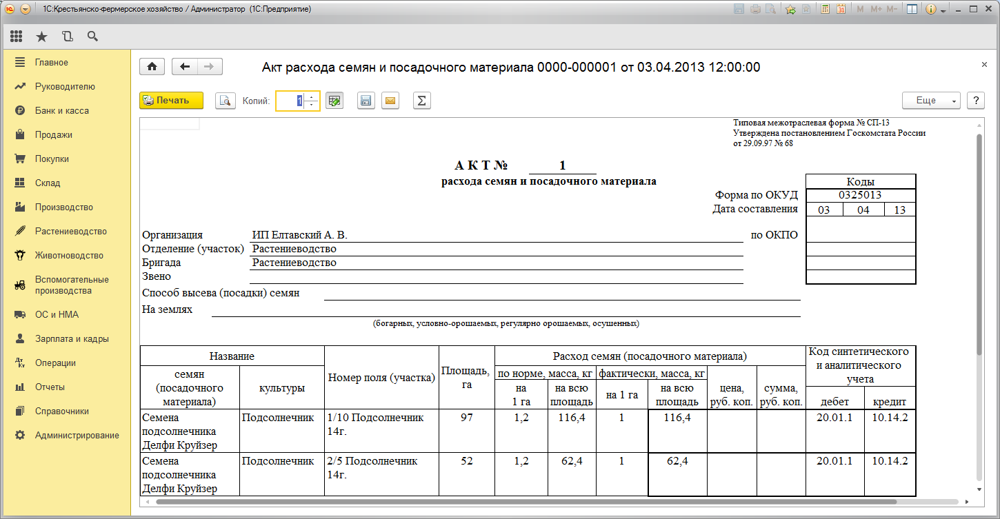 1С:Крестьянско-Фермерское хозяйство / Администратор (1С:Предприятие)
M M+ M-
Главное
Руководителю
Банк и касса
Продажи
Покупки
Склад
Производство
Растениеводство
Животноводство
Вспомогательные
производства
ОС и НМА
Зарплата и кадры
Операции
Отчеты
Справочники
Администрирование
Акт расхода семян и посадочного материала 0000-000001 от 03.04.2013 12:00:00
Печать Копий: 1 Σ Еще ?
Типовая межотраслевая форма № СП-13
Утверждена постановлением Госкомстата России
от 29.09.97 № 68
А К Т № 1
расхода семян и посадочного материала
Коды
Форма по ОКУД 0325013
Дата составления 03 04 13
Организация ИП Елтавский А. В. по ОКПО
Отделение (участок) Растениеводство
Бригада Растениеводство
Звено
Способ высева (посадки) семян
На землях
(богарных, условно-орошаемых, регулярно орошаемых, осушенных)
Название
семян
(посадочного
материала)
культуры
Номер поля (участка)
Площадь,
га
Расход семян (посадочного материала)
по норме, масса, кг
на
1 га
на всю
площадь
фактически, масса, кг
на 1 га
на всю
площадь
цена,
руб. коп.
сумма,
руб. коп.
Код синтетического
и аналитического
учета
дебет кредит
Семена
подсолнечника
Делфи Круйзер
Подсолнечник
1/10 Подсолнечник
14г.
97 1,2 116,4 1 116,4 20.01.1 10.14.2
Семена
подсолнечника
Делфи Круйзер
Подсолнечник
2/5 Подсолнечник
14г.
52 1,2 62,4 1 62,4 20.01.1 10.14.2